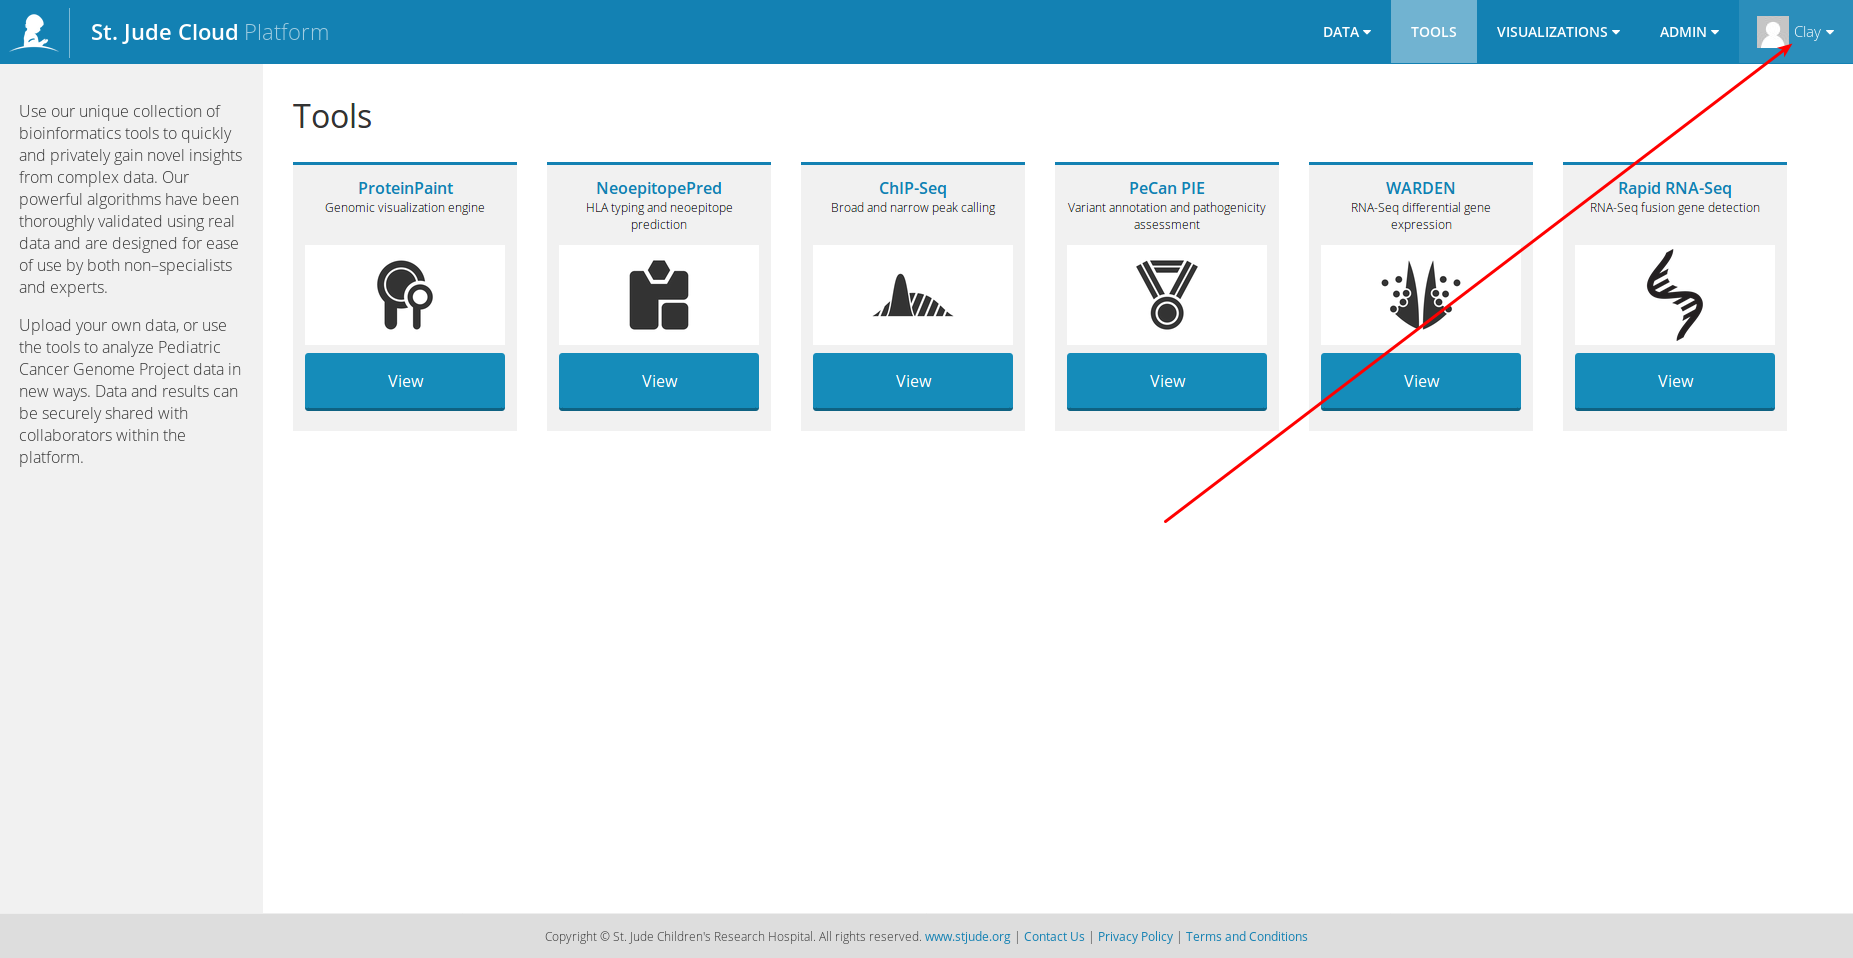 St. Jude Cloud Platform
DATA
TOOLS
VISUALIZATIONS
ADMIN
Clay
Use our unique collection of
bioinformatics tools to quickly
and privately gain novel insights
from complex data. Our
powerful algorithms have been
thoroughly validated using real
data and are designed for ease
of use by both non–specialists
and experts.
Upload your own data, or use
the tools to analyze Pediatric
Cancer Genome Project data in
new ways. Data and results can
be securely shared with
collaborators within the
platform.
Tools
ProteinPaint
Genomic visualization engine
View
NeoepitopePred
HLA typing and neoepitope
prediction
View
ChIP-Seq
Broad and narrow peak calling
View
PeCan PIE
Variant annotation and pathogenicity
assessment
View
WARDEN
RNA-Seq differential gene
expression
View
Rapid RNA-Seq
RNA-Seq fusion gene detection
View
Copyright © St. Jude Children's Research Hospital. All rights reserved. www.stjude.org | Contact Us | Privacy Policy | Terms and Conditions